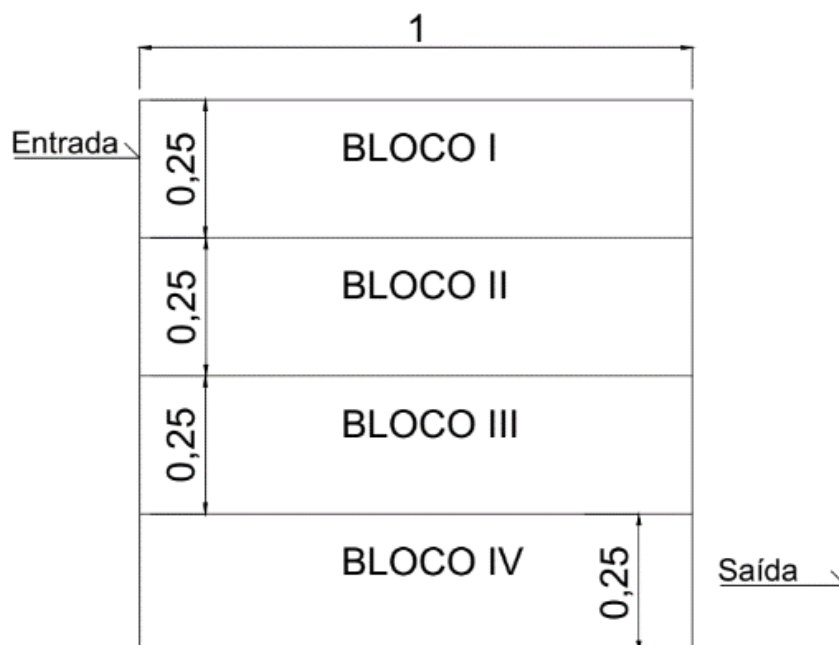 1
Entrada
0,25
BLOCO I
0,25
BLOCO II
0,25
BLOCO III
BLOCO IV
0,25
Saída